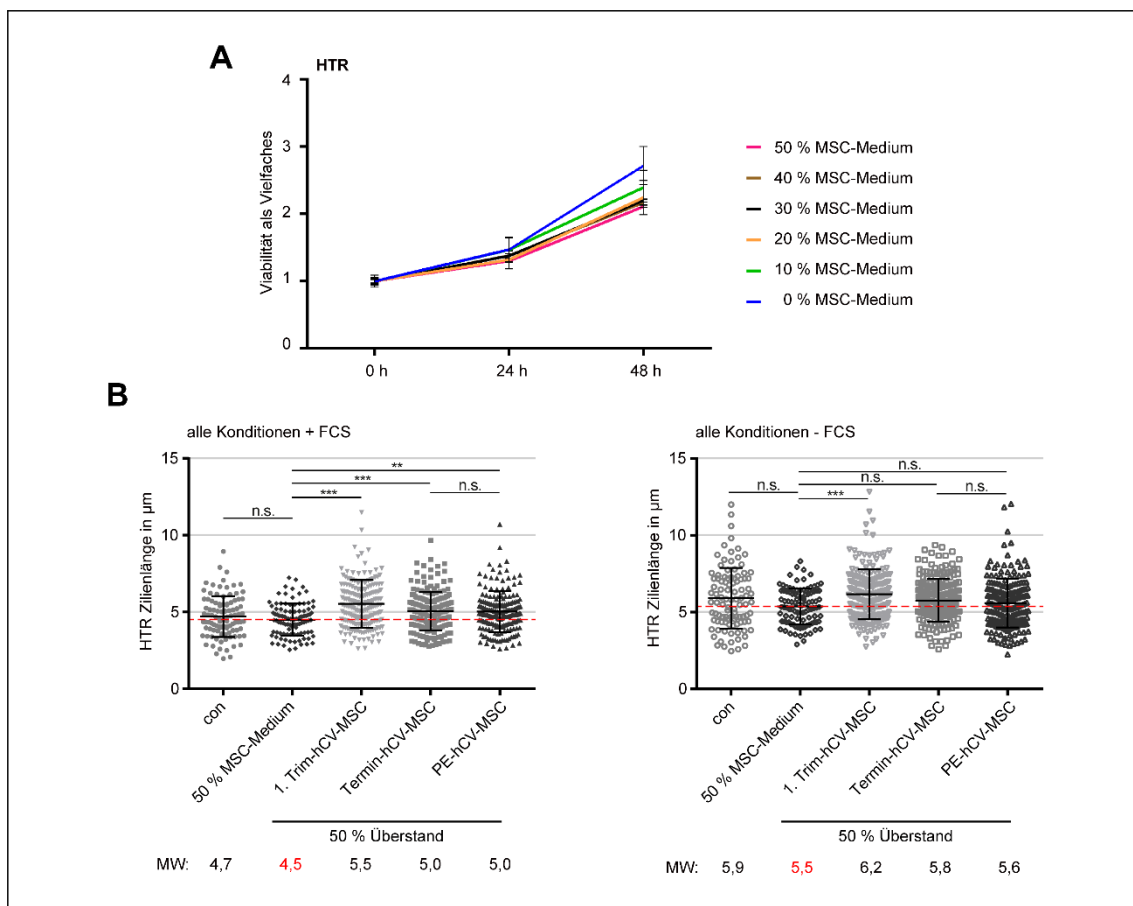 A
HTR
Viabilität als Vielfaches
4
3
2
1
0
0 h
24 h
48 h
50 % MSC-Medium
40 % MSC-Medium
30 % MSC-Medium
20 % MSC-Medium
10 % MSC-Medium
0 % MSC-Medium
B
alle Konditionen + FCS
HTR Zilienlänge in µm
15
10
5
0
n.s.
***
***
**
n.s.
con
50 % MSC-Medium
1. Trim-hCV-MSC
Termin-hCV-MSC
PE-hCV-MSC
50 % Überstand
MW: 4,7 4,5 5,5 5,0 5,0
alle Konditionen - FCS
HTR Zilienlänge in µm
15
10
5
0
n.s.
***
n.s.
n.s.
n.s.
con
50 % MSC-Medium
1. Trim-hCV-MSC
Termin-hCV-MSC
PE-hCV-MSC
50 % Überstand
MW: 5,9 5,5 6,2 5,8 5,6